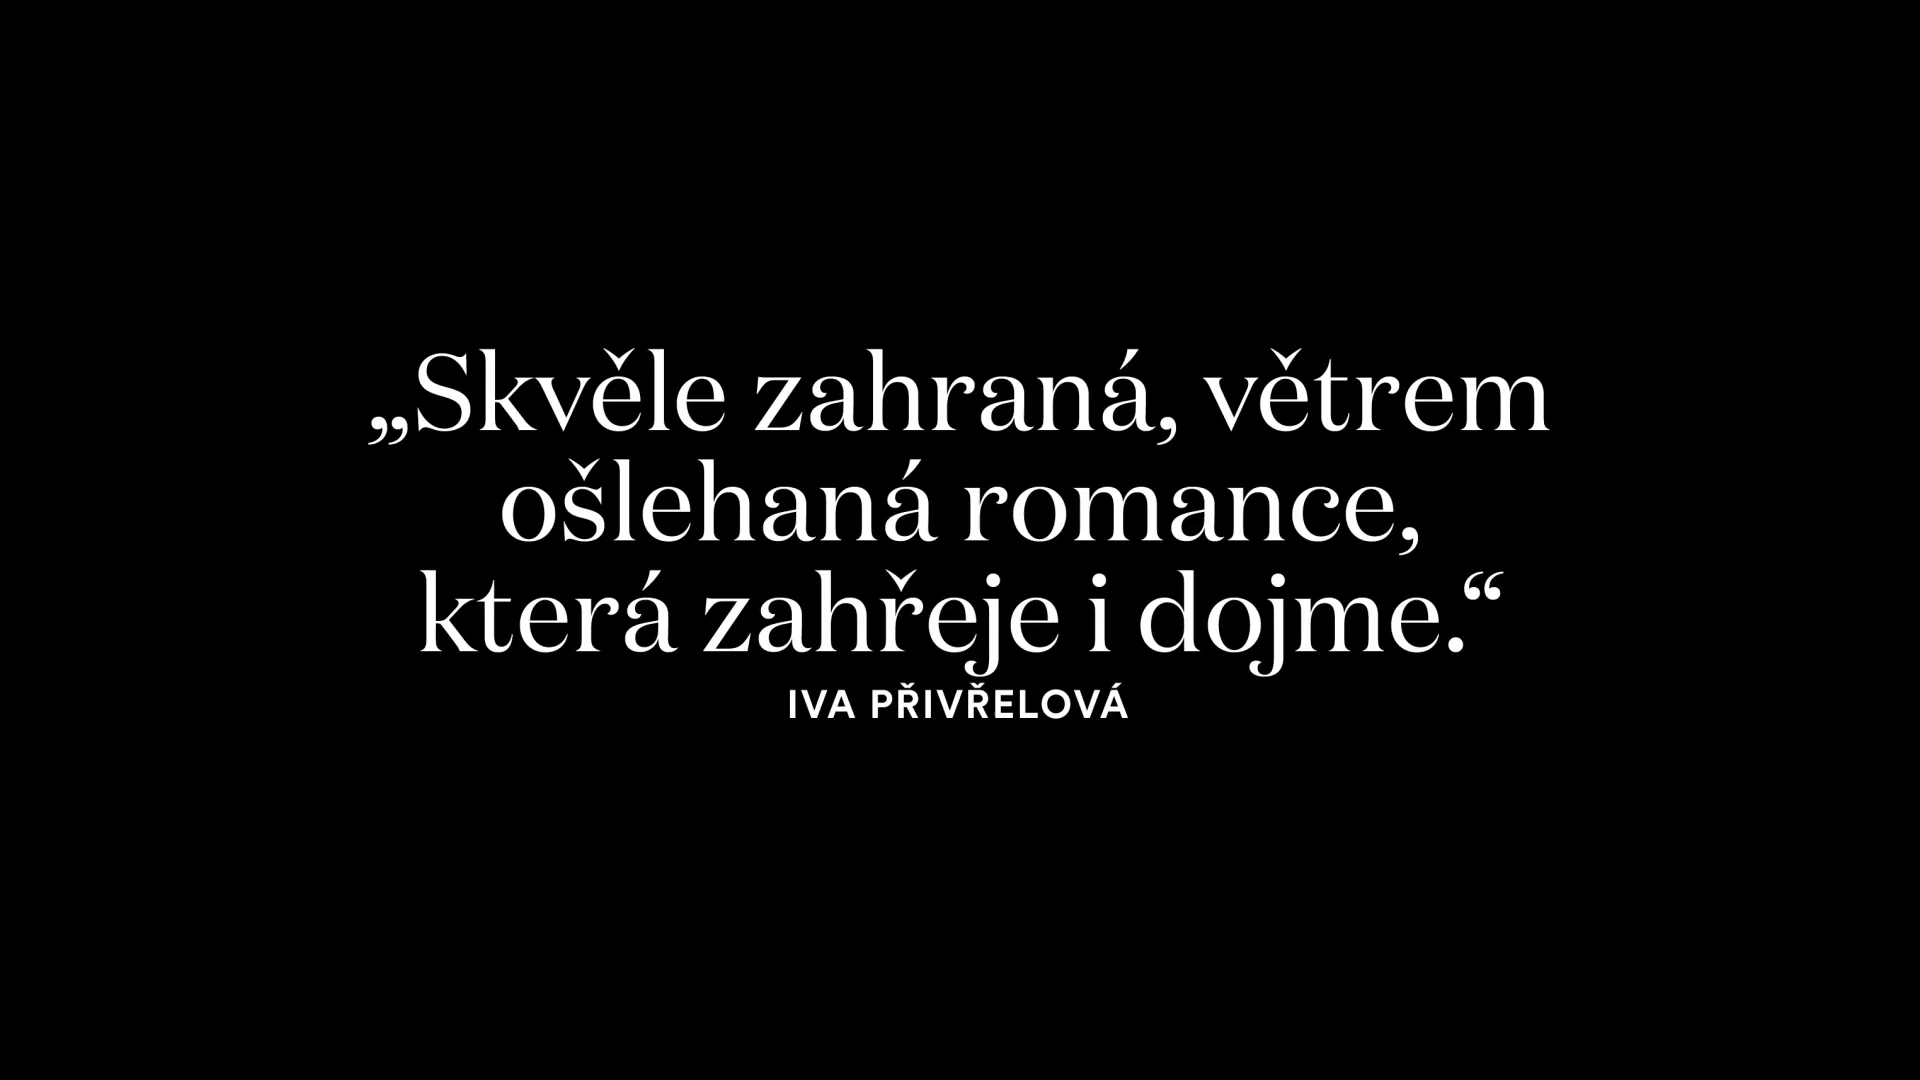 „Skvěle zahraná, větrem
ošlehaná romance,
která zahřeje i dojme.“
IVA PŘIVŘELOVÁ